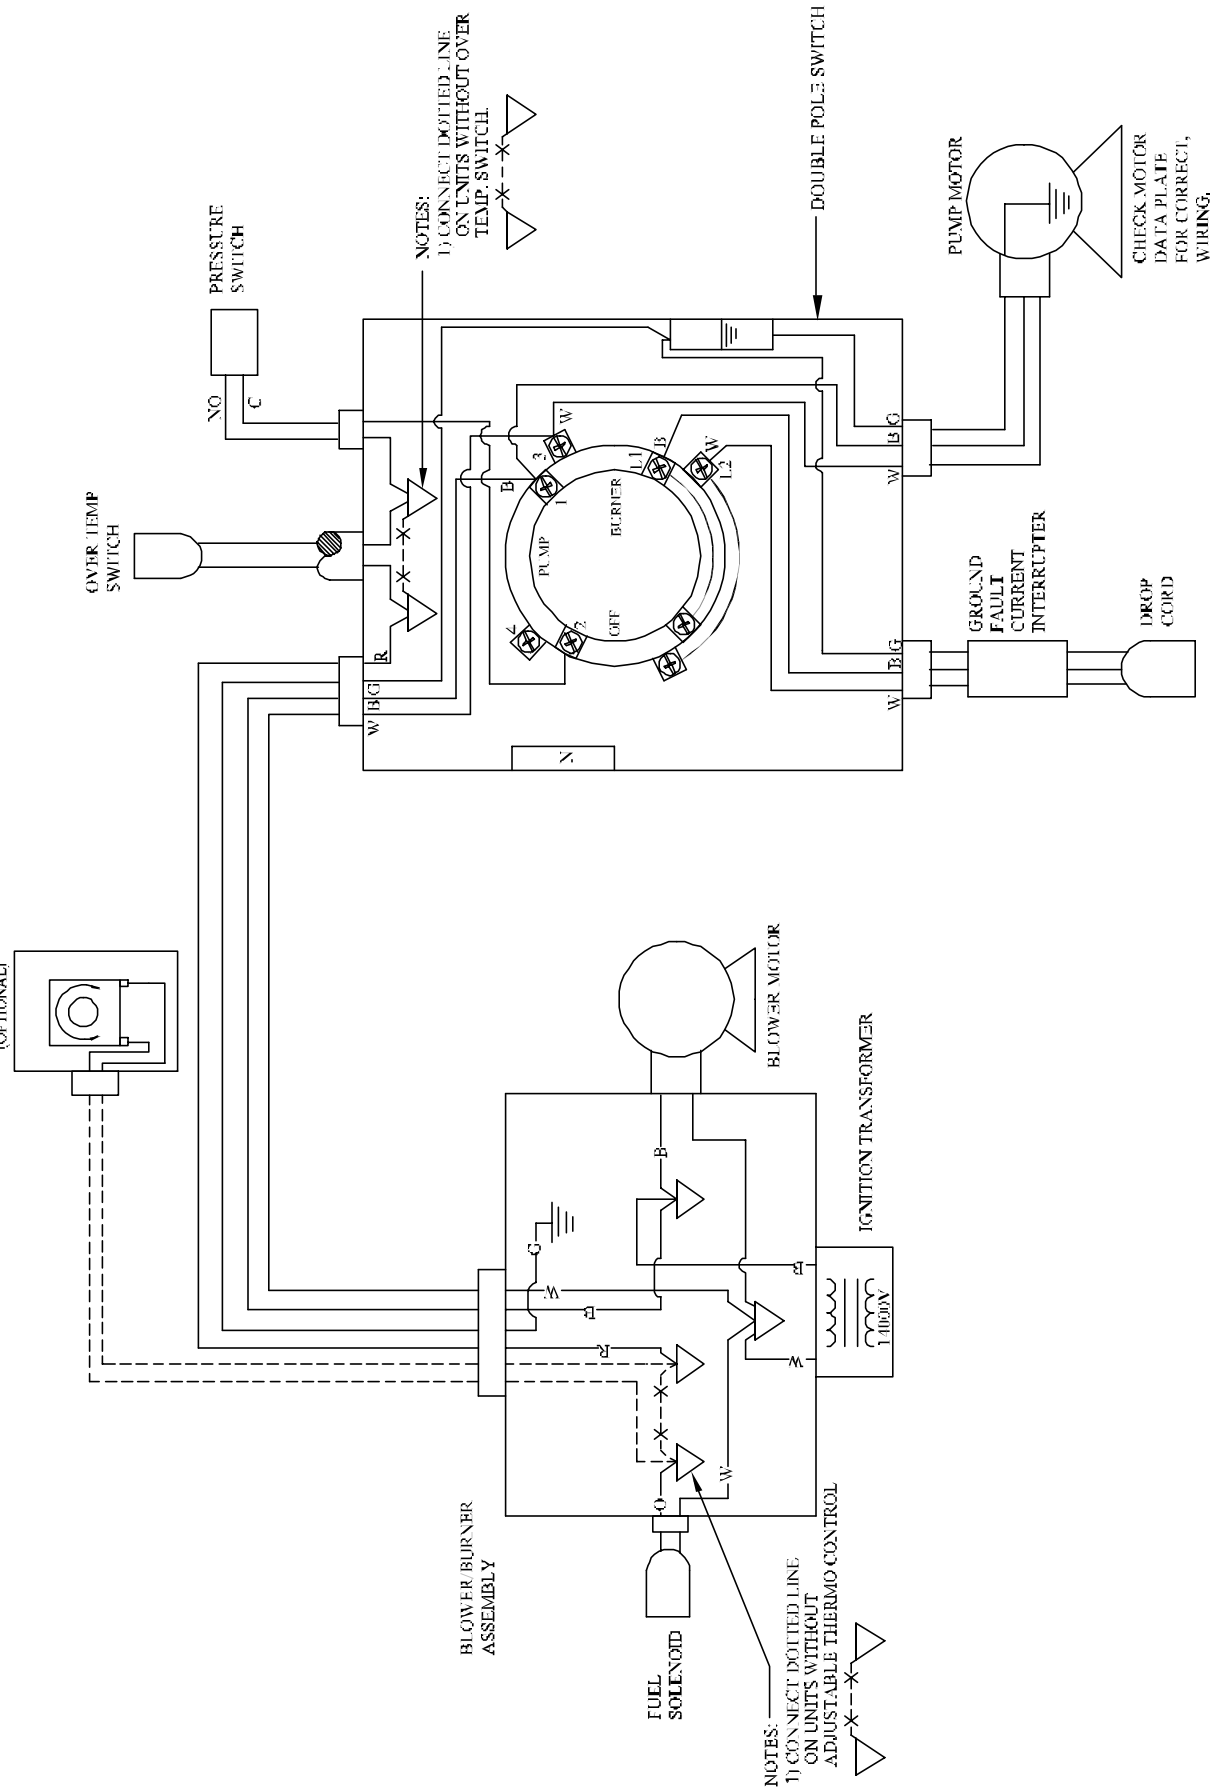 (OPTIONAL)
OVER TEMP
SWITCH
PRESSURE
SWITCH
NO
C
NOTES:
1) CONNECT DOTTED LINE
ON UNITS WITHOUT OVER
TEMP. SWITCH.
DOUBLE POLE SWITCH
W
B
G
R
N
4
2
B
1
3
W
PUMP
OFF
BURNER
L1
B
L2
W
W
B
G
W
B
G
PUMP MOTOR
CHECK MOTOR
DATA PLATE
FOR CORRECT,
WIRING,
GROUND
FAULT
CURRENT
INTERRUPTER
DROP
CORD
BLOWER/BURNER
ASSEMBLY
R
B
W
G
B
O
W
W
B
FUEL
SOLENOID
BLOWER MOTOR
IGNITION TRANSFORMER
14000V
NOTES:
1) CONNECT DOTTED LINE
ON UNITS WITHOUT
ADJUSTABLE THERMO CONTROL